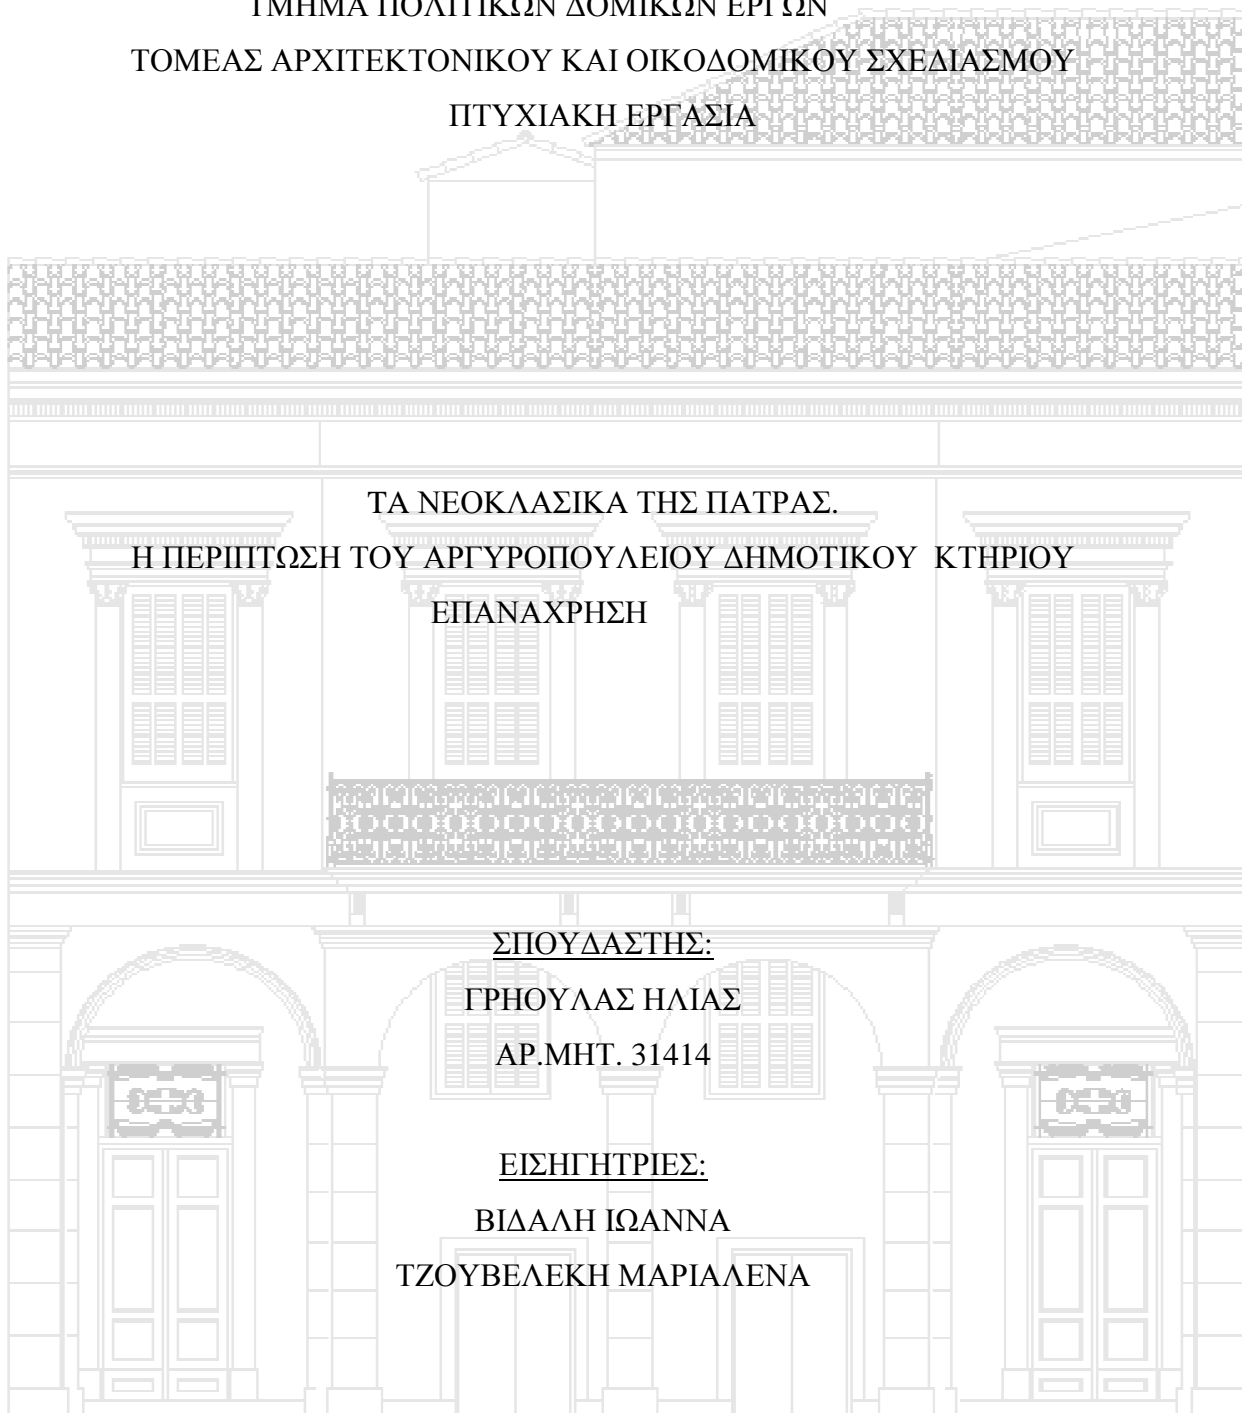 ΤΜΗΜΑ ΠΟΛΙΤΙΚΩΝ ΔΟΜΙΚΩΝ ΕΡΓΩΝ
ΤΟΜΕΑΣ ΑΡΧΙΤΕΚΤΟΝΙΚΟΥ ΚΑΙ ΟΙΚΟΔΟΜΙΚΟΥ ΣΧΕΔΙΑΣΜΟΥ
ΠΤΥΧΙΑΚΗ ΕΡΓΑΣΙΑ
ΤΑ ΝΕΟΚΛΑΣΙΚΑ ΤΗΣ ΠΑΤΡΑΣ.
Η ΠΕΡΙΠΤΩΣΗ ΤΟΥ ΑΡΓΥΡΟΠΟΥΛΕΙΟΥ ΔΗΜΟΤΙΚΟΥ ΚΤΗΡΙΟΥ
ΕΠΑΝΑΧΡΗΣΗ
ΣΠΟΥΔΑΣΤΗΣ:
ΓΡΗΟΥΛΑΣ ΗΛΙΑΣ
ΑΡ.ΜΗΤ. 31414
ΕΙΣΗΓΗΤΡΙΕΣ:
ΒΙΔΑΛΗ ΙΩΑΝΝΑ
ΤΖΟΥΒΕΛΕΚΗ ΜΑΡΙΑΛΕΝΑ